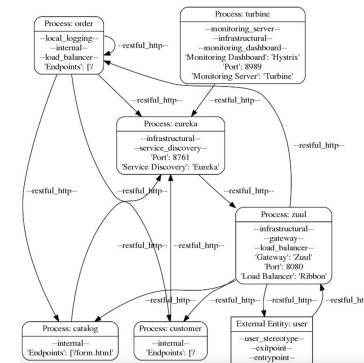 Process: order
--local_logging--
--internal--
--load_balancer--
'Endpoints': ['/
Process: turbine
--monitoring_server--
--infrastructural--
--monitoring_dashboard--
'Monitoring Dashboard': 'Hystrix'
'Port': 8989
'Monitoring Server': 'Turbine'
--restful_http--
--restful_http--
--restful_http--
Process: eureka
--infrastructural--
--service_discovery--
'Port': 8761
'Service Discovery': 'Eureka'
--restful_http--
--restful_http--
--restful_http--
Process: zuul
--infrastructural--
--gateway--
--load_balancer--
'Gateway': 'Zuul'
'Port': 8080
'Load Balancer': 'Ribbon'
--restful_http--
--restful_http--
--restful_http--
--restful_http--
--restful_http--
--restful_http--
--restful_http--
--restful_ht
Process: catalog
--internal--
'Endpoints': ['/form.html'
Process: customer
--internal--
'Endpoints': ['/
External Entity: user
--user_stereotype--
--exitpoint--
--entrypoint--